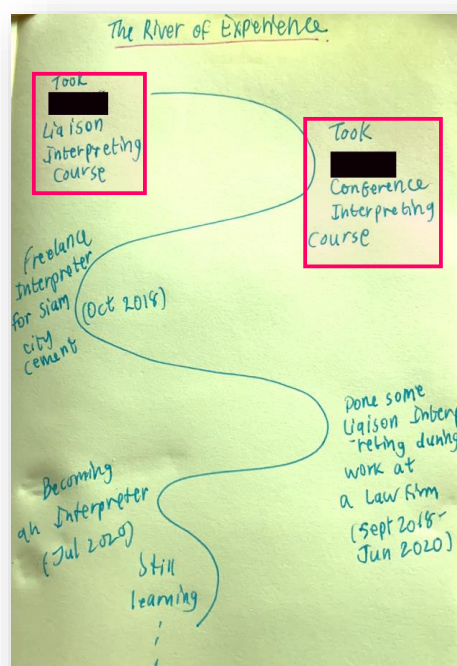 The River of Experience
Took
Liaison
Interpreting
Course
Took
Conference
Interpreting
Course
Freelance
Interpreter
for Siam
city
cement
(Oct 2018)
Done some
Liaison Interp
-reting during
work at
a Law Firm
(Sept 2018-
Jun 2020)
Becoming
an Interpreter
(Jul 2020)
Still
learning